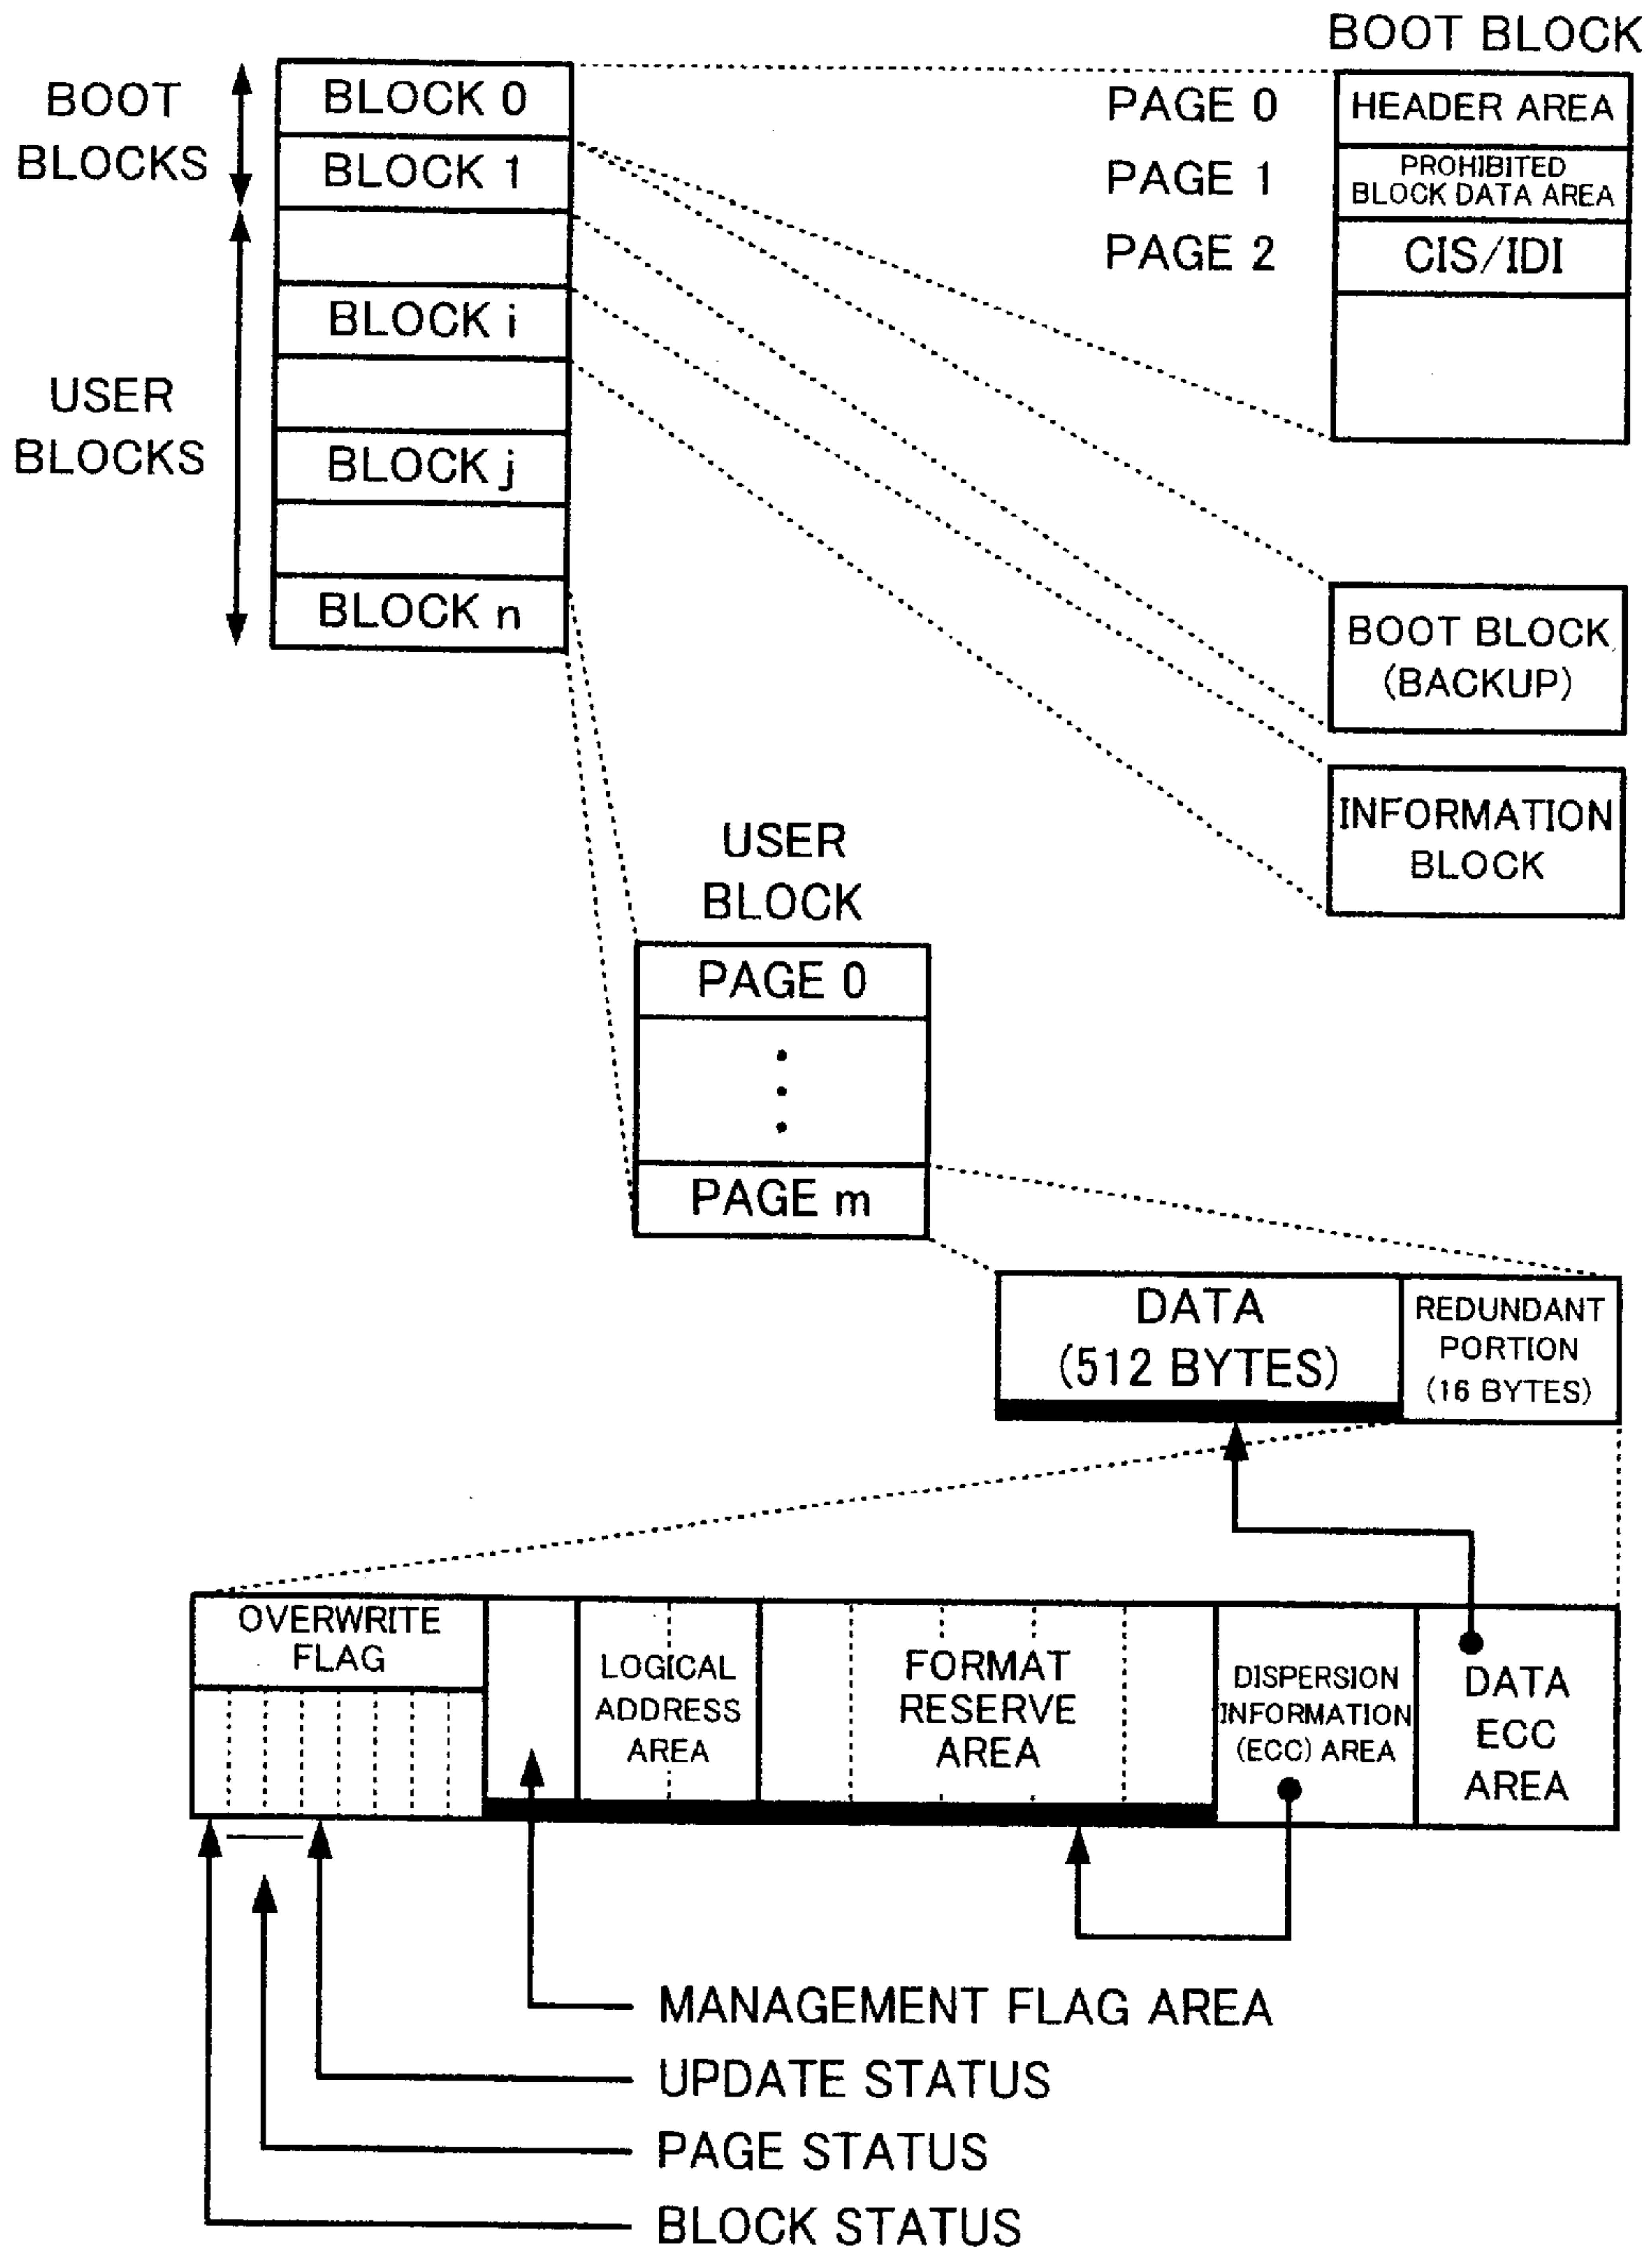 BOOT BLOCK
BOOT
BLOCKS
BLOCK 0
BLOCK 1
BLOCK i
BLOCK j
BLOCK n
USER
BLOCKS
PAGE 0
HEADER AREA
PAGE 1
PROHIBITED
BLOCK DATA AREA
PAGE 2
CIS/IDI
BOOT BLOCK
(BACKUP)
INFORMATION
BLOCK
USER
BLOCK
PAGE 0
PAGE m
DATA
(512 BYTES)
REDUNDANT
PORTION
(16 BYTES)
OVERWRITE
FLAG
LOGICAL
ADDRESS
AREA
FORMAT
RESERVE
AREA
DISPERSION
INFORMATION
(ECC) AREA
DATA
ECC
AREA
MANAGEMENT FLAG AREA
UPDATE STATUS
PAGE STATUS
BLOCK STATUS